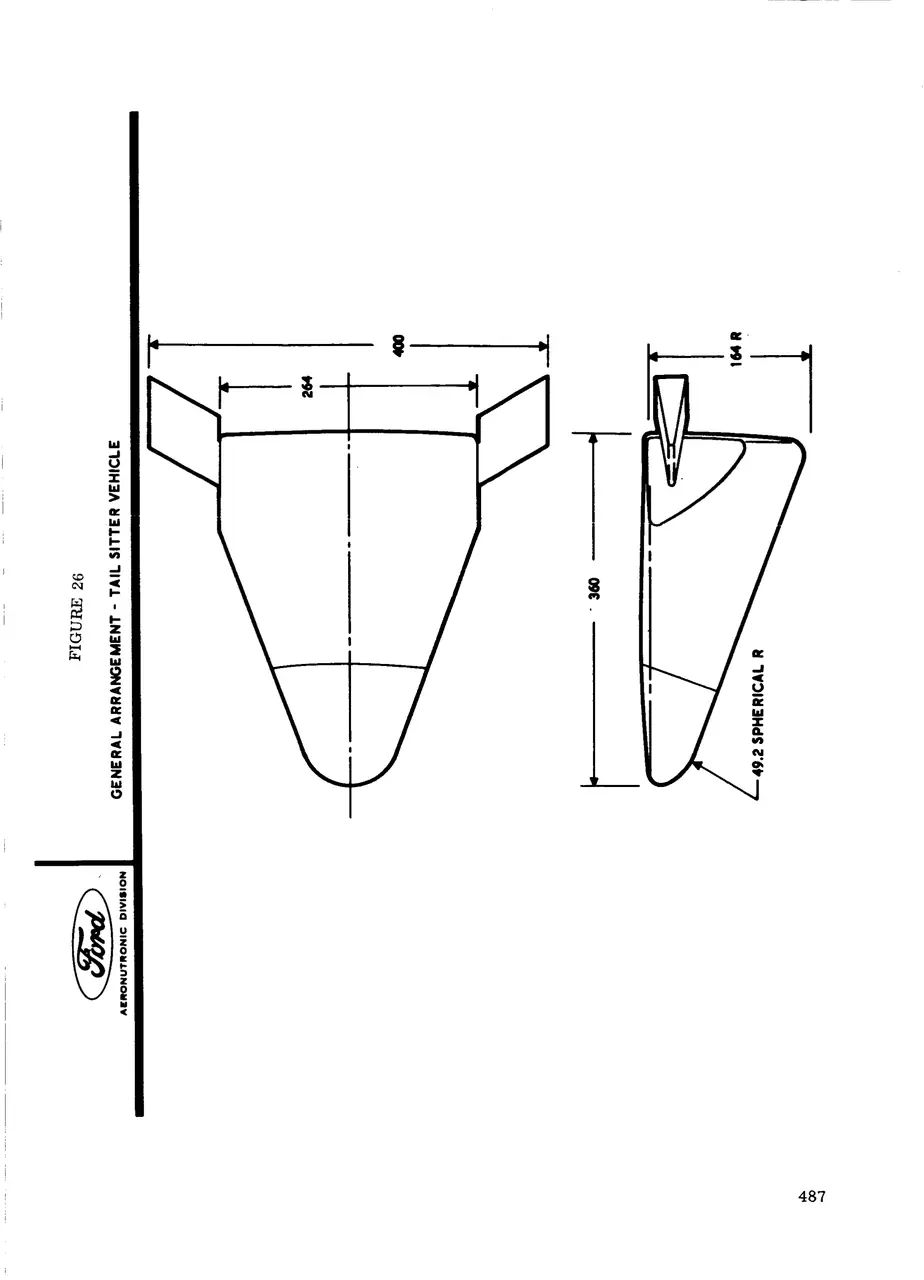 Ford
AERONUTRONIC DIVISION
FIGURE 26
GENERAL ARRANGEMENT - TAIL SITTER VEHICLE
400
264
360
164 R
49.2 SPHERICAL R
487